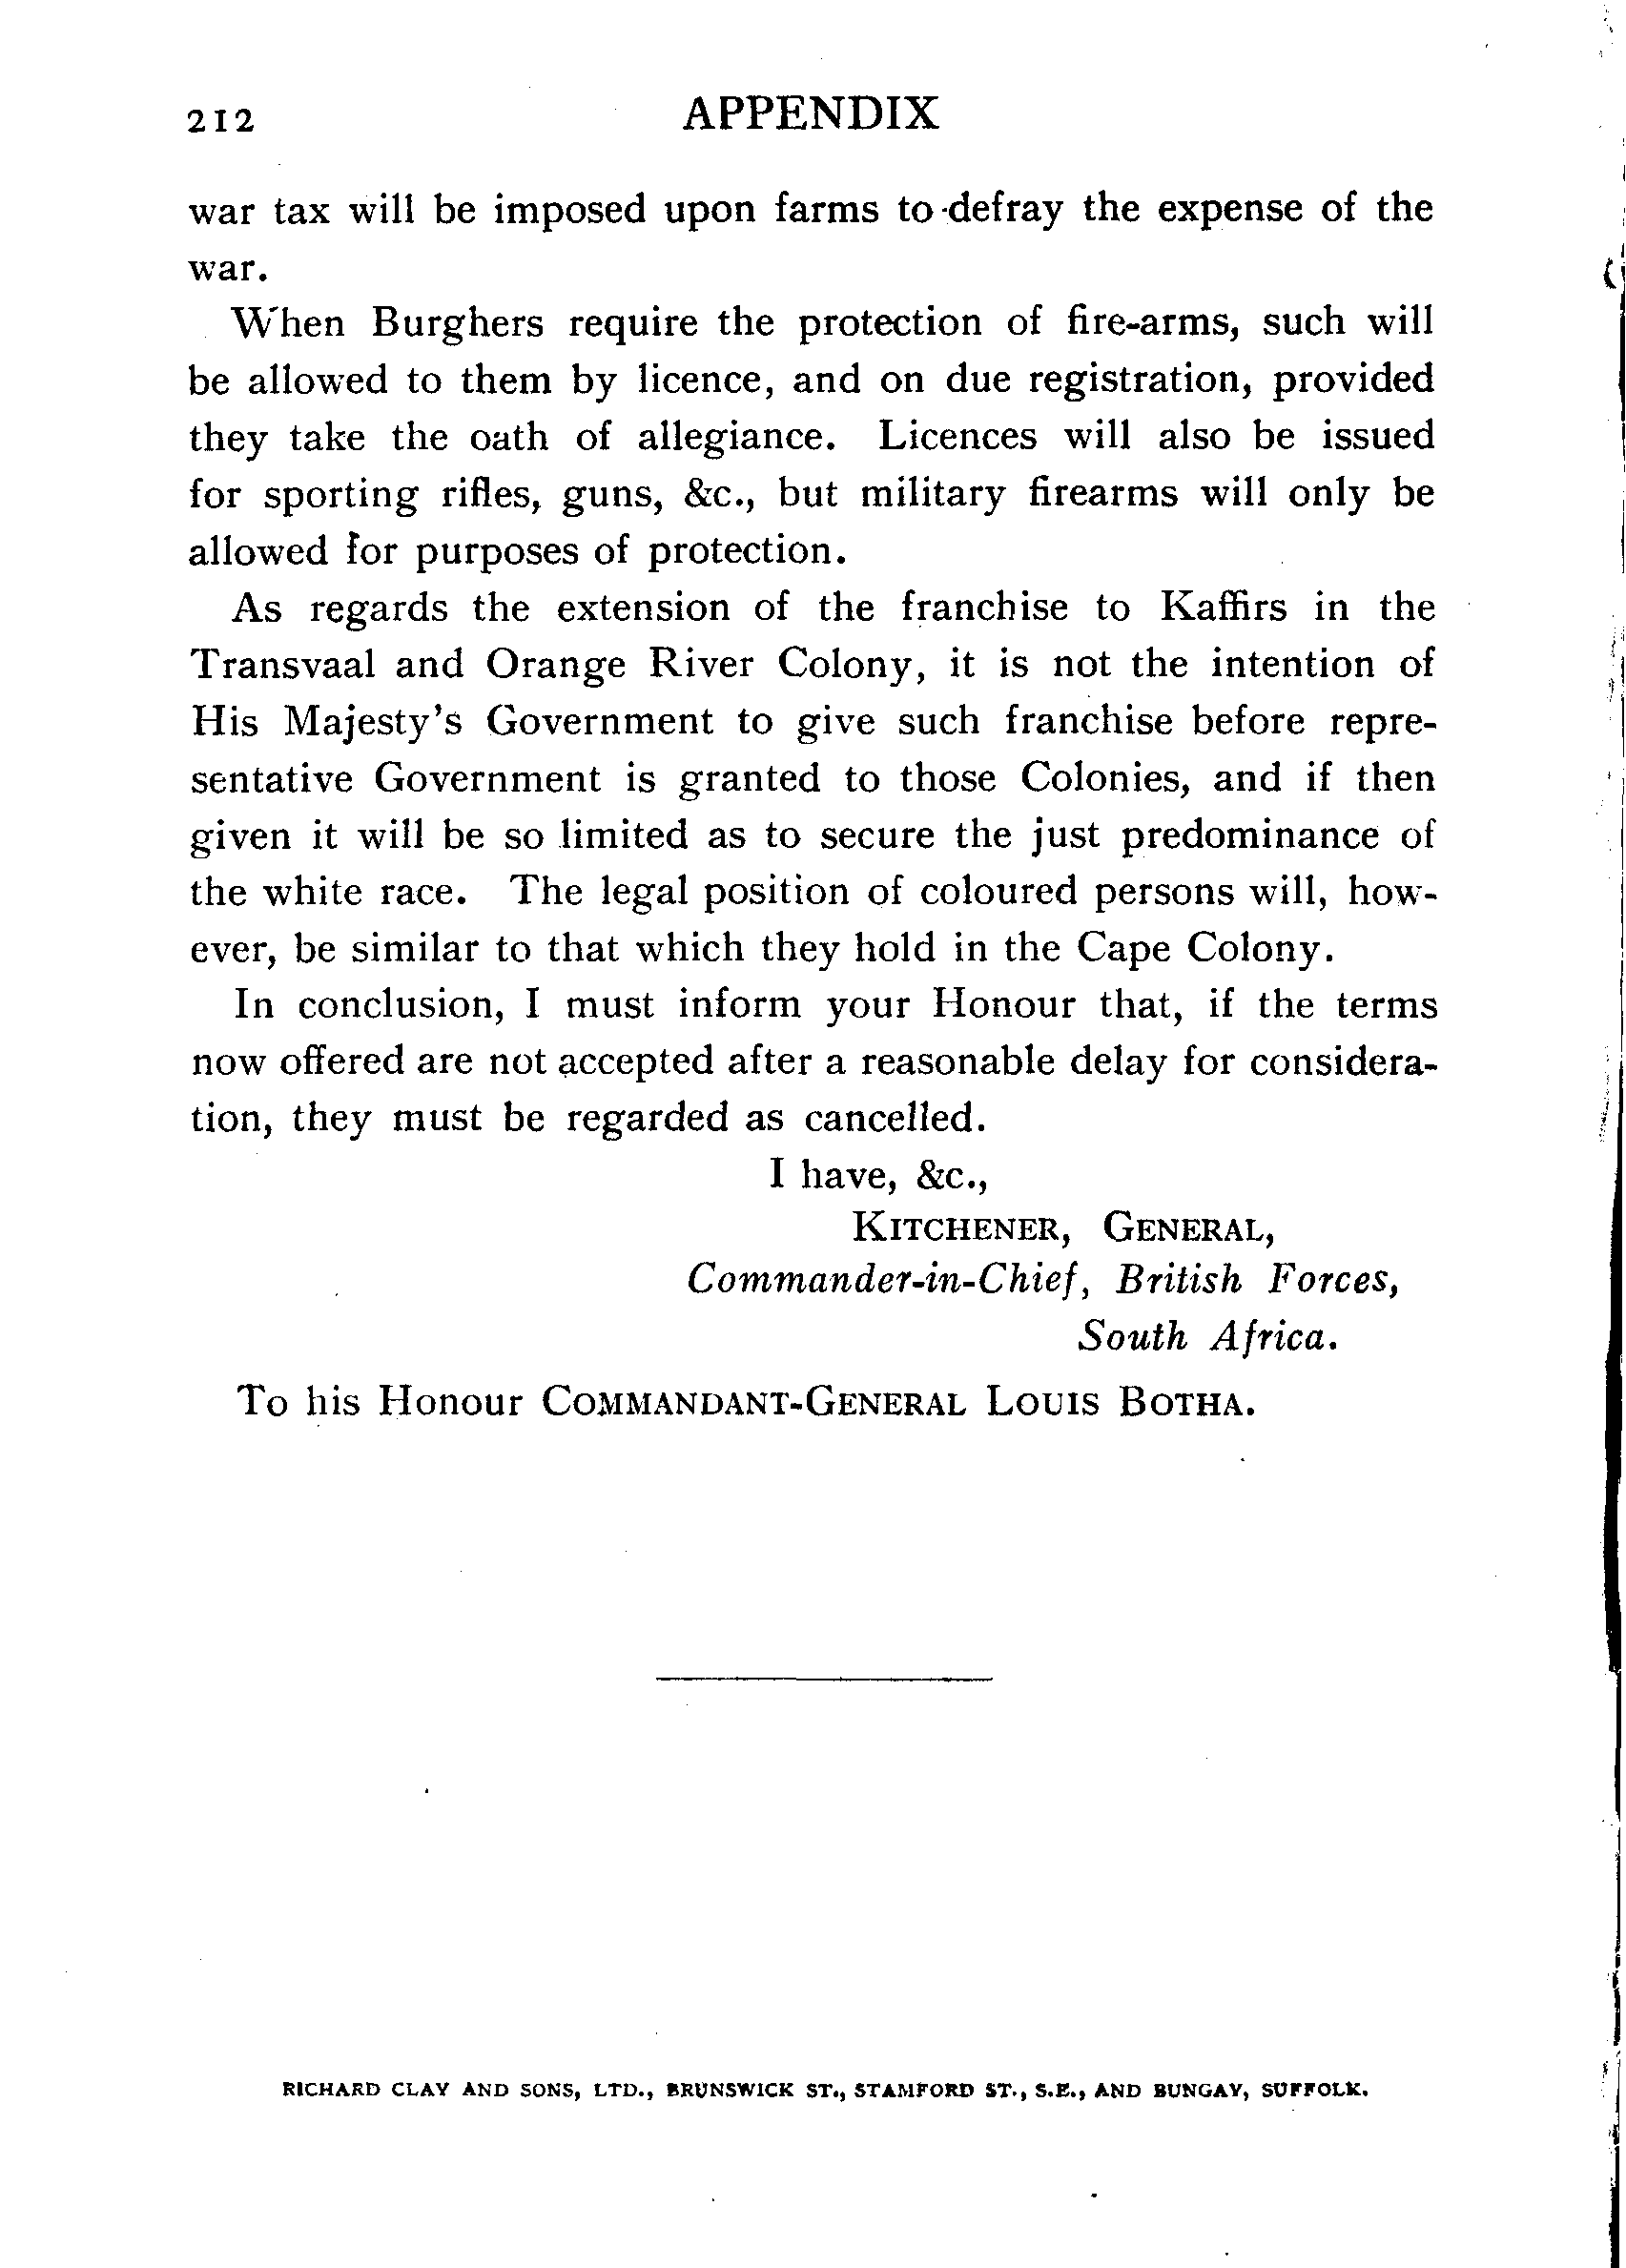 212 APPENDIX
war tax will be imposed upon farms to defray the expense of the
war.
When Burghers require the protection of fire-arms, such will
be allowed to them by licence, and on due registration, provided
they take the oath of allegiance. Licences will also be issued
for sporting rifles, guns, &c., but military firearms will only be
allowed for purposes of protection.
As regards the extension of the franchise to Kaffirs in the
Transvaal and Orange River Colony, it is not the intention of
His Majesty's Government to give such franchise before repre-
sentative Government is granted to those Colonies, and if then
given it will be so limited as to secure the just predominance of
the white race. The legal position of coloured persons will, how-
ever, be similar to that which they hold in the Cape Colony.
In conclusion, I must inform your Honour that, if the terms
now offered are not accepted after a reasonable delay for considera-
tion, they must be regarded as cancelled.
I have, &c.,
KITCHENER, GENERAL,
Commander-in-Chief, British Forces,
South Africa.
To his Honour COMMANDANT-GENERAL LOUIS BOTHA.
RICHARD CLAY AND SONS, LTD., BRUNSWICK ST., STAMFORD ST., S.E., AND BUNGAY, SUFFOLK.